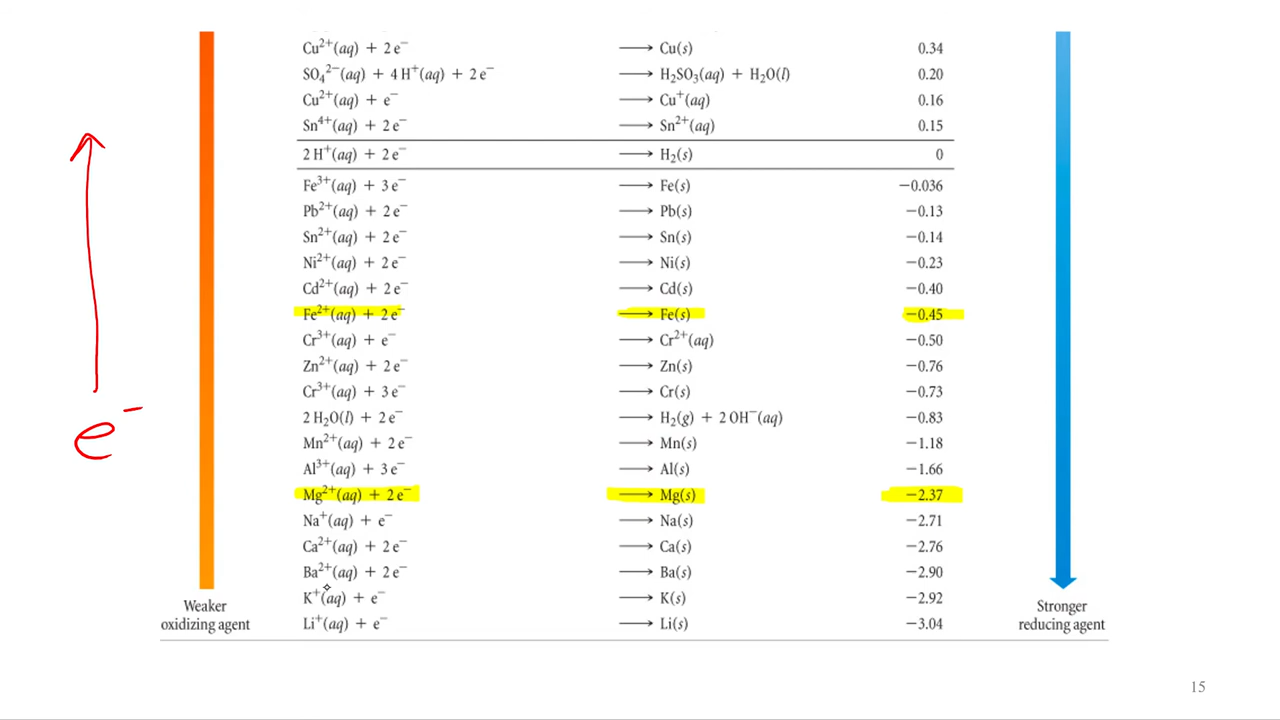 Cu²⁺(aq) + 2 e⁻ ⟶ Cu(s) 0.34
SO₄²⁻(aq) + 4 H⁺(aq) + 2 e⁻ ⟶ H₂SO₃(aq) + H₂O(l) 0.20
Cu²⁺(aq) + e⁻ ⟶ Cu⁺(aq) 0.16
Sn⁴⁺(aq) + 2 e⁻ ⟶ Sn²⁺(aq) 0.15
2 H⁺(aq) + 2 e⁻ ⟶ H₂(s) 0
Fe³⁺(aq) + 3 e⁻ ⟶ Fe(s) −0.036
Pb²⁺(aq) + 2 e⁻ ⟶ Pb(s) −0.13
Sn²⁺(aq) + 2 e⁻ ⟶ Sn(s) −0.14
Ni²⁺(aq) + 2 e⁻ ⟶ Ni(s) −0.23
Cd²⁺(aq) + 2 e⁻ ⟶ Cd(s) −0.40
Fe²⁺(aq) + 2 e⁻ ⟶ Fe(s) −0.45
Cr³⁺(aq) + e⁻ ⟶ Cr²⁺(aq) −0.50
Zn²⁺(aq) + 2 e⁻ ⟶ Zn(s) −0.76
Cr³⁺(aq) + 3 e⁻ ⟶ Cr(s) −0.73
2 H₂O(l) + 2 e⁻ ⟶ H₂(g) + 2 OH⁻(aq) −0.83
e⁻
Mn²⁺(aq) + 2 e⁻ ⟶ Mn(s) −1.18
Al³⁺(aq) + 3 e⁻ ⟶ Al(s) −1.66
Mg²⁺(aq) + 2 e⁻ ⟶ Mg(s) −2.37
Na⁺(aq) + e⁻ ⟶ Na(s) −2.71
Ca²⁺(aq) + 2 e⁻ ⟶ Ca(s) −2.76
Ba²⁺(aq) + 2 e⁻ ⟶ Ba(s) −2.90
K⁺(aq) + e⁻ ⟶ K(s) −2.92
Li⁺(aq) + e⁻ ⟶ Li(s) −3.04
Weaker
oxidizing agent
Stronger
reducing agent
15